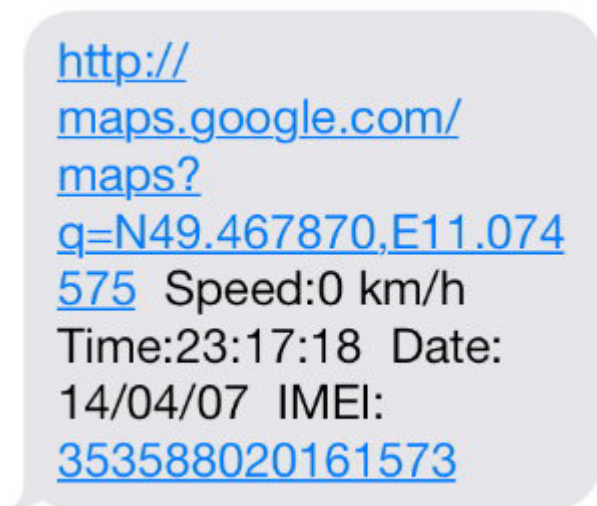 http://
maps.google.com/
maps?
q=N49.467870,E11.074
575  Speed:0 km/h
Time:23:17:18  Date:
14/04/07  IMEI:
353588020161573